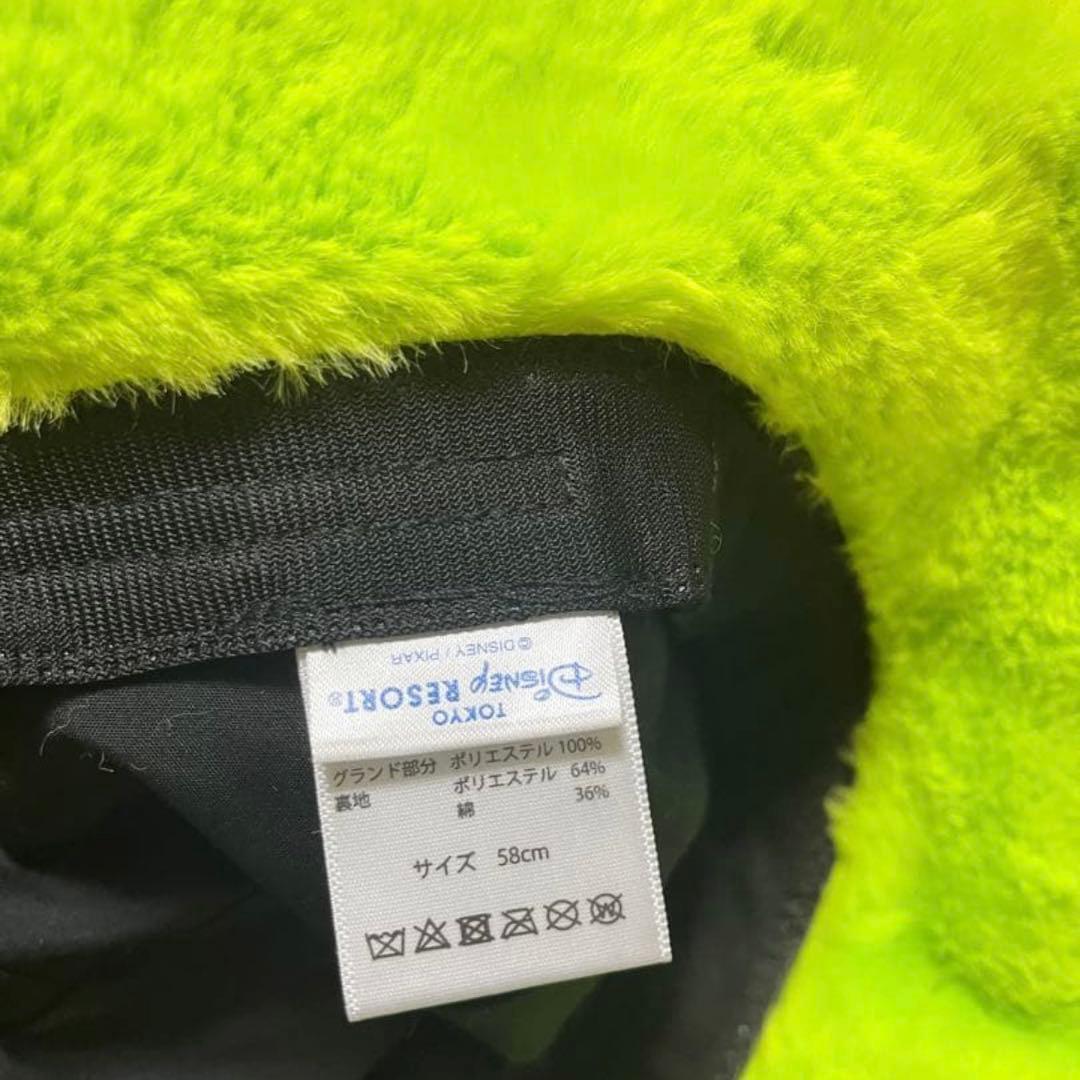 TOKYO
Disney RESORT®
© DISNEY / PIXAR
グランド部分 ポリエステル 100%
裏地 ポリエステル 64%
綿 36%
サイズ 58cm